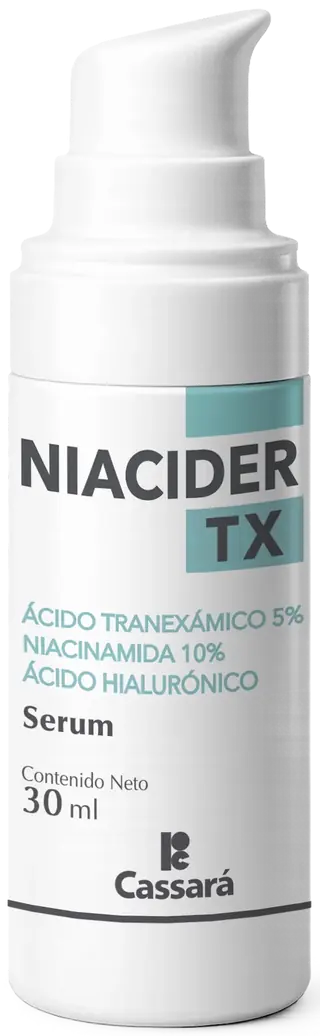 NIACIDER
TX
ÁCIDO TRANEXÁMICO 5%
NIACINAMIDA 10%
ÁCIDO HIALURÓNICO
Serum
Contenido Neto
30 ml
Cassará